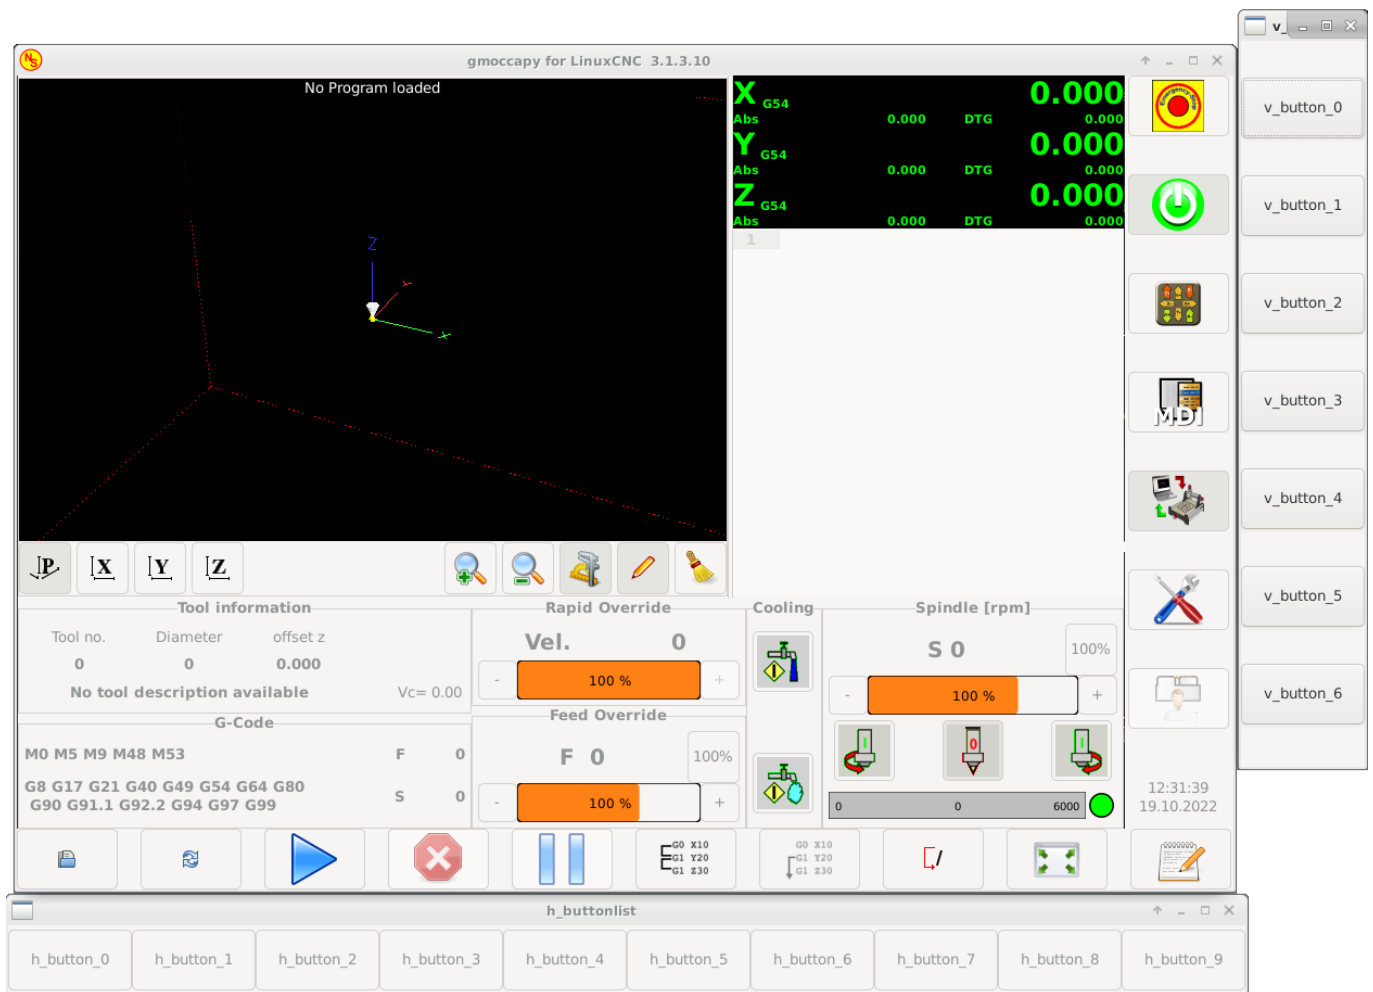 v_
gmoccapy for LinuxCNC 3.1.3.10
No Program loaded
X G54 0.000
Abs 0.000 DTG 0.000
Y G54 0.000
Abs 0.000 DTG 0.000
Z G54 0.000
Abs 0.000 DTG 0.000
1
Z
Y
X
Emergency-Stop
MDI
P
X
Y
Z
Tool information
Tool no. Diameter offset z
0 0 0.000
No tool description available Vc= 0.00
G-Code
M0 M5 M9 M48 M53 F 0
G8 G17 G21 G40 G49 G54 G64 G80
G90 G91.1 G92.2 G94 G97 G99
S 0
Rapid Override
Vel. 0
- 100 % +
Feed Override
F 0 100%
- 100 % +
Cooling
Spindle [rpm]
S 0 100%
- 100 % +
I 0 I
0 0 6000
12:31:39
19.10.2022
G0 X10
G1 Y20
G1 Z30
G0 X10
G1 Y20
G1 Z30
v_button_0
v_button_1
v_button_2
v_button_3
v_button_4
v_button_5
v_button_6
h_buttonlist
h_button_0 h_button_1 h_button_2 h_button_3 h_button_4 h_button_5 h_button_6 h_button_7 h_button_8 h_button_9